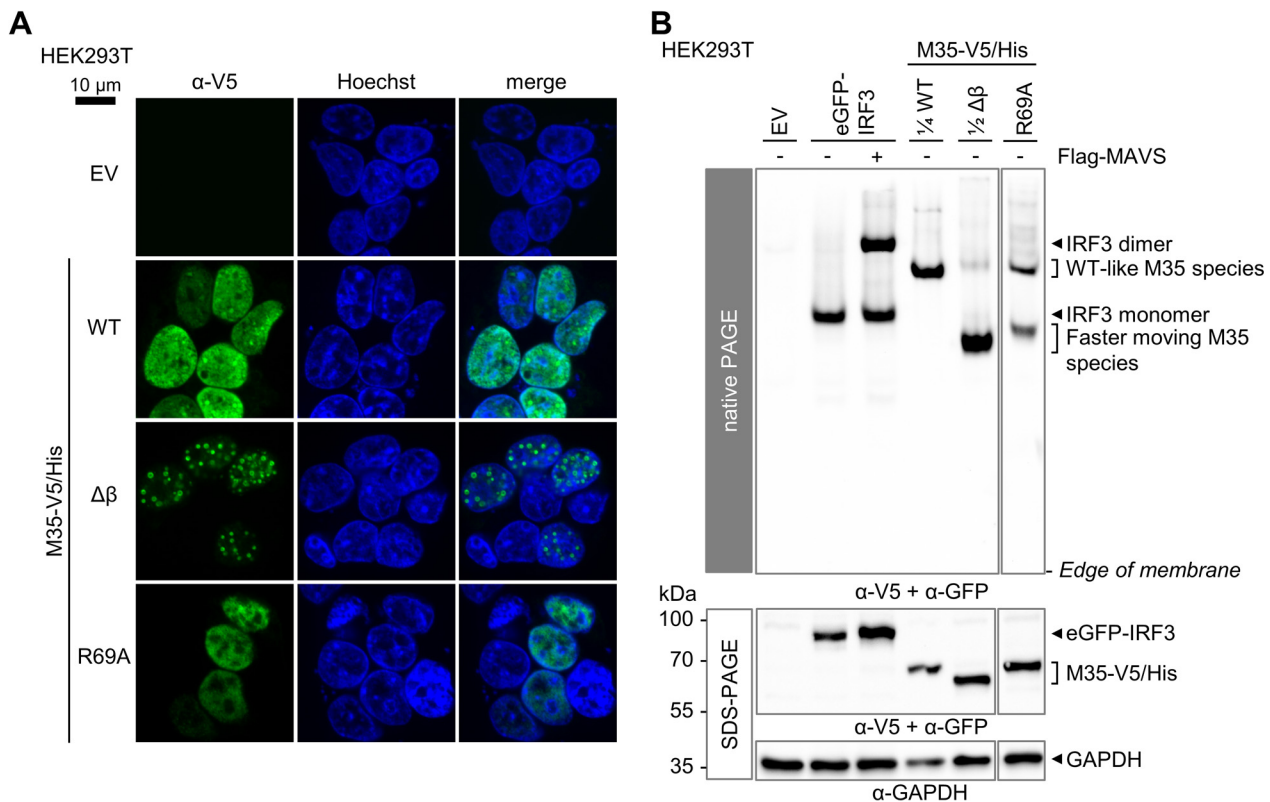 A
HEK293T
10 µm
α-V5
Hoechst
merge
EV
WT
Δβ
R69A
M35-V5/His
B
HEK293T
M35-V5/His
EV
eGFP-
IRF3
¼ WT
½ Δβ
R69A
- - + - - - Flag-MAVS
native PAGE
IRF3 dimer
WT-like M35 species
IRF3 monomer
Faster moving M35
species
- Edge of membrane
α-V5 + α-GFP
kDa
100
70
55
35
SDS-PAGE
eGFP-IRF3
M35-V5/His
α-V5 + α-GFP
GAPDH
α-GAPDH